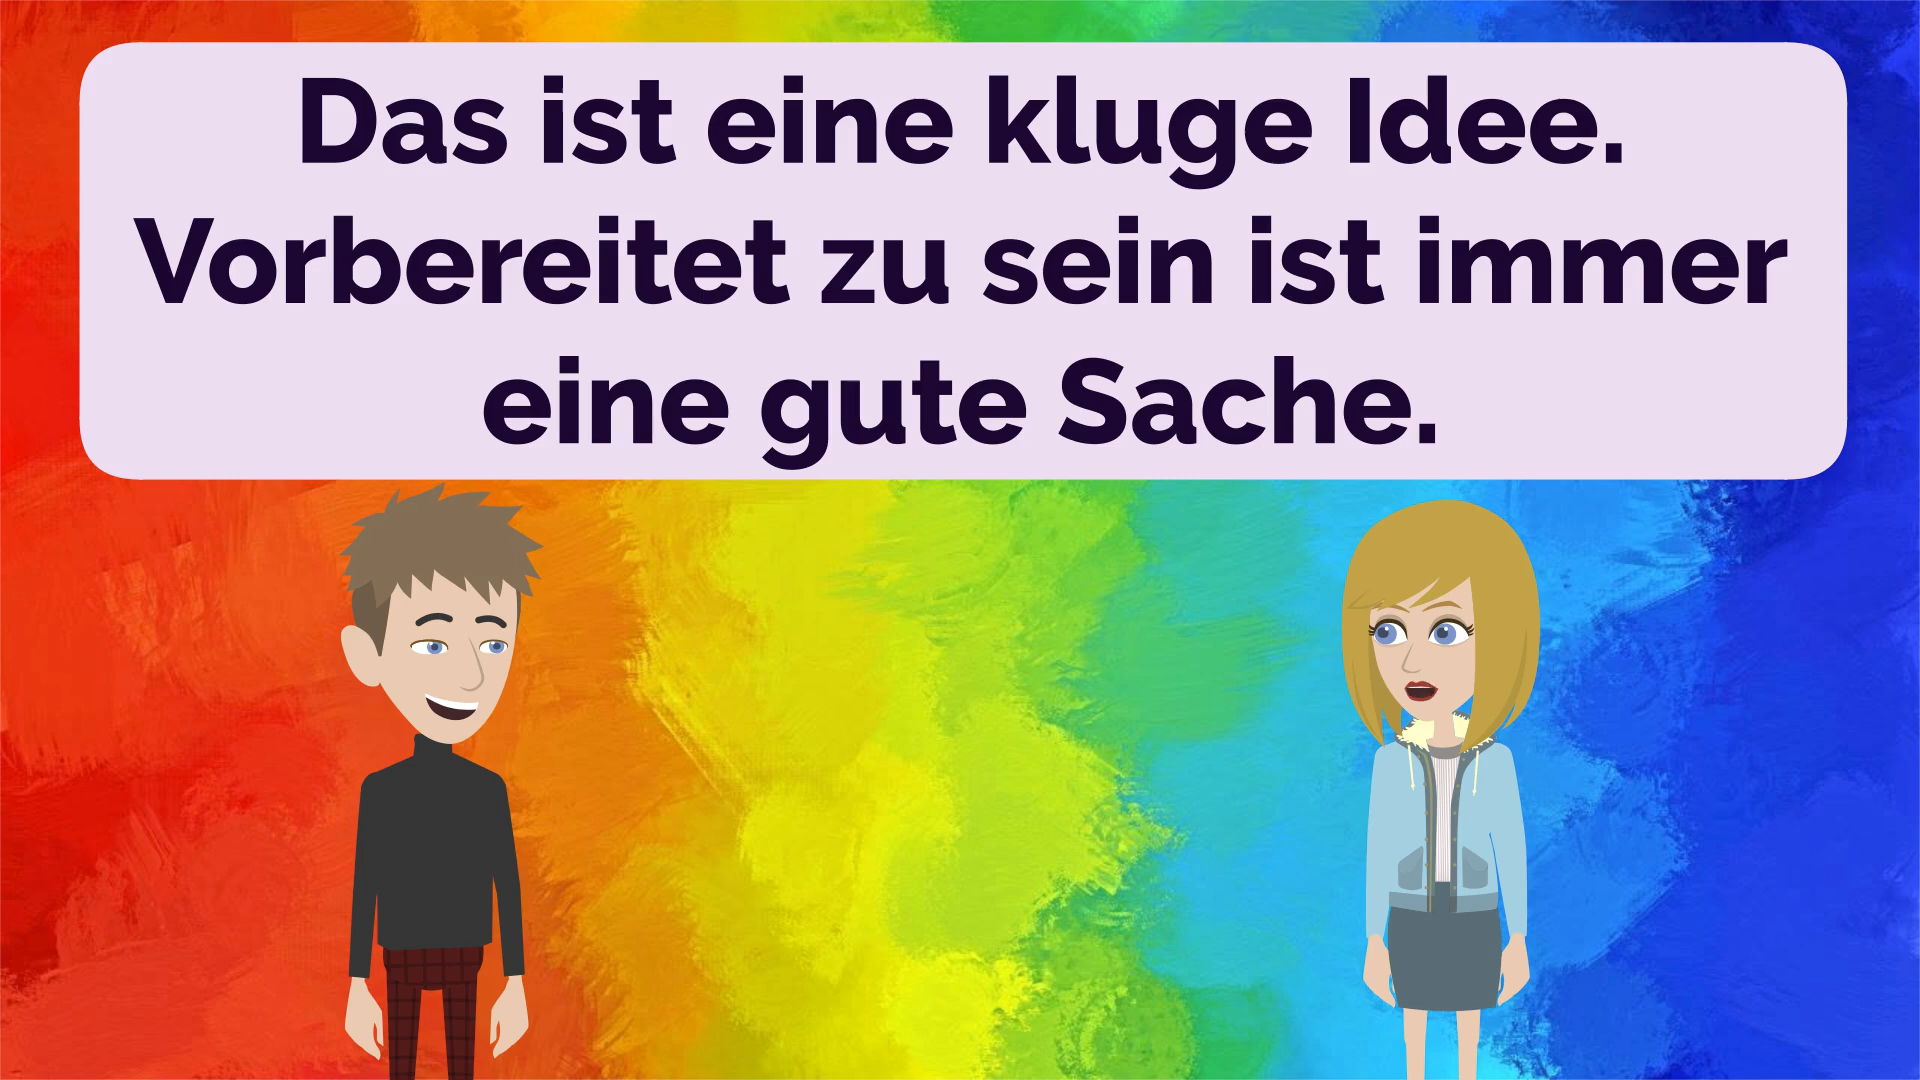 Das ist eine kluge Idee.
Vorbereitet zu sein ist immer
eine gute Sache.